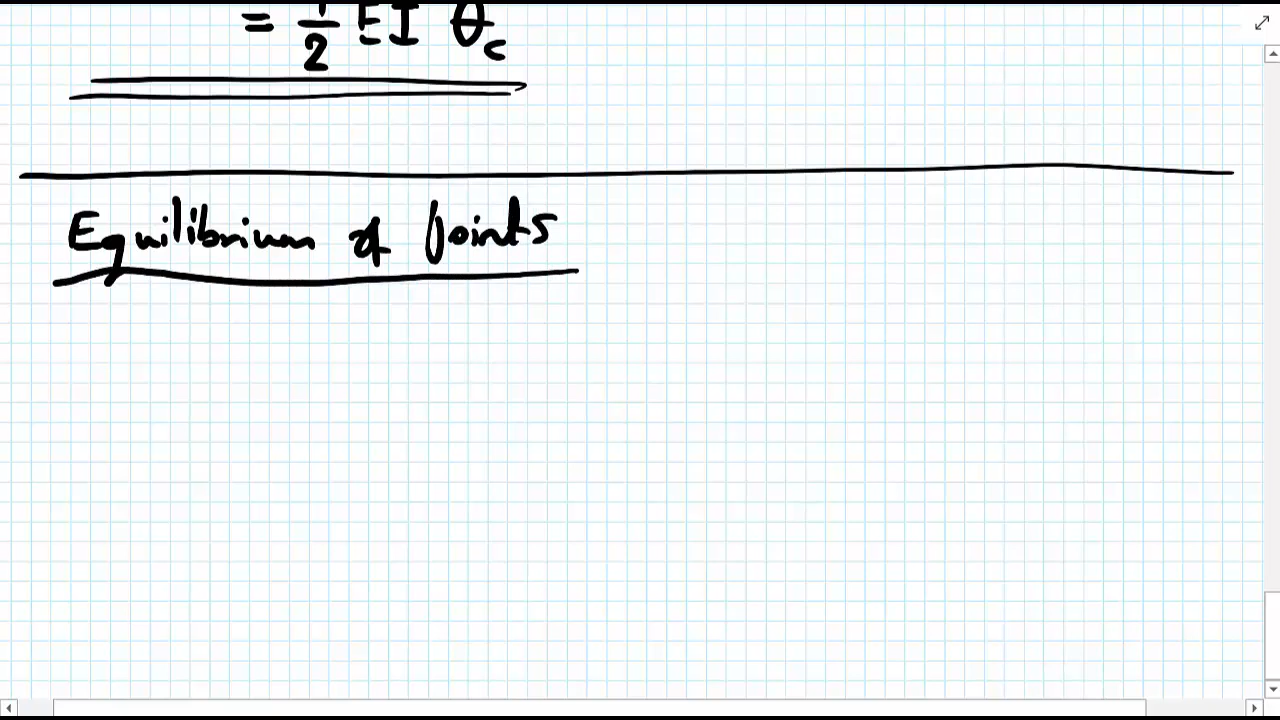 = 1/2 EI θc
Equilibrium of Joints